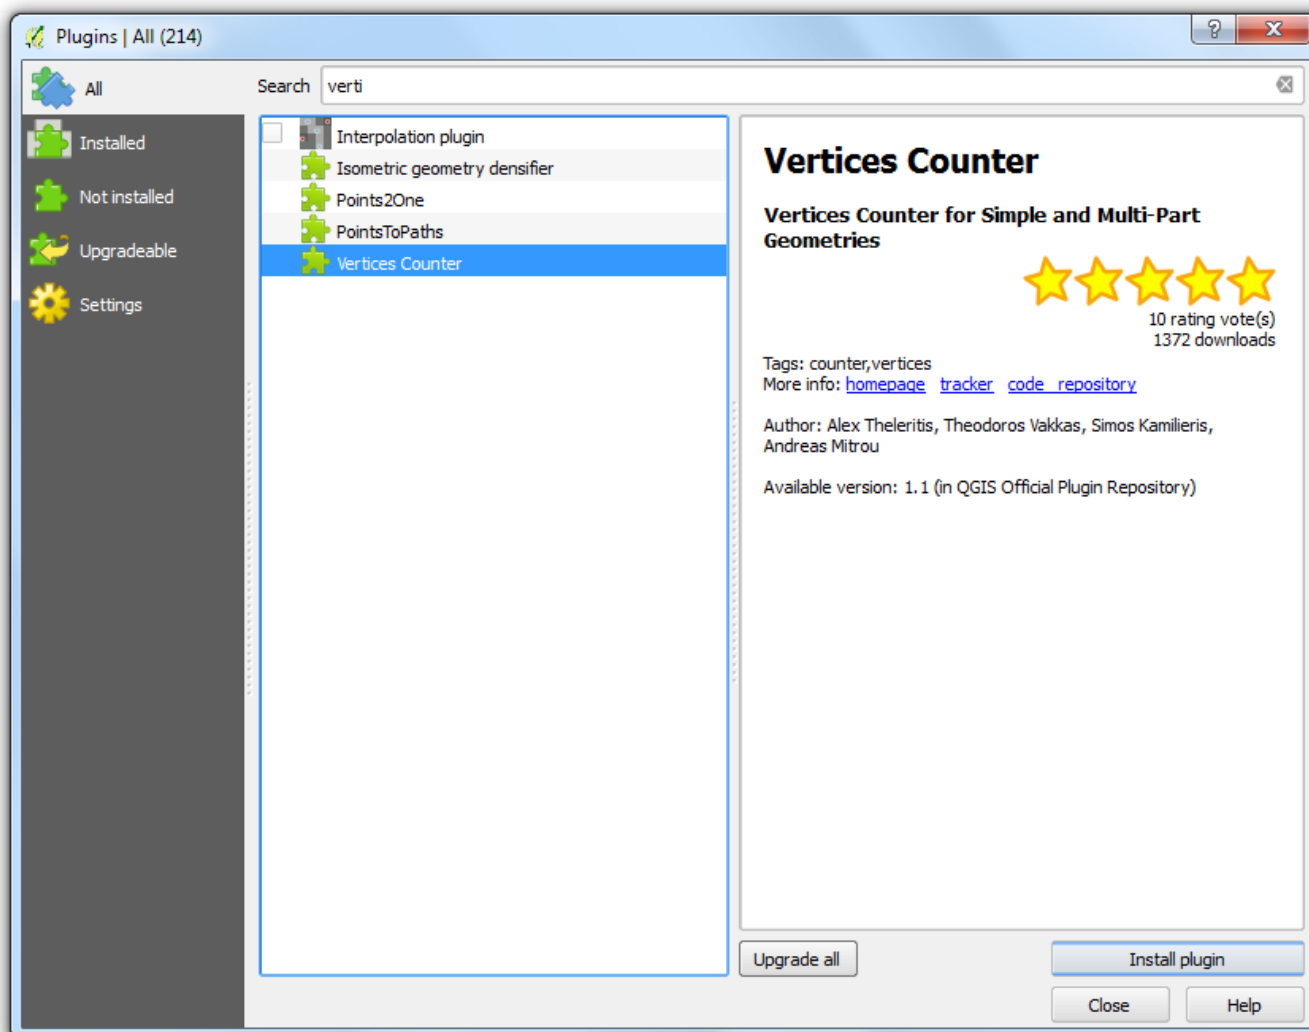 Plugins | All (214)
All
Installed
Not installed
Upgradeable
Settings
Search verti
Interpolation plugin
Isometric geometry densifier
Points2One
PointsToPaths
Vertices Counter
Vertices Counter
Vertices Counter for Simple and Multi-Part
Geometries
10 rating vote(s)
1372 downloads
Tags: counter,vertices
More info: homepage tracker code repository
Author: Alex Theleritis, Theodoros Vakkas, Simos Kamilieris,
Andreas Mitrou
Available version: 1.1 (in QGIS Official Plugin Repository)
Upgrade all
Install plugin
Close
Help